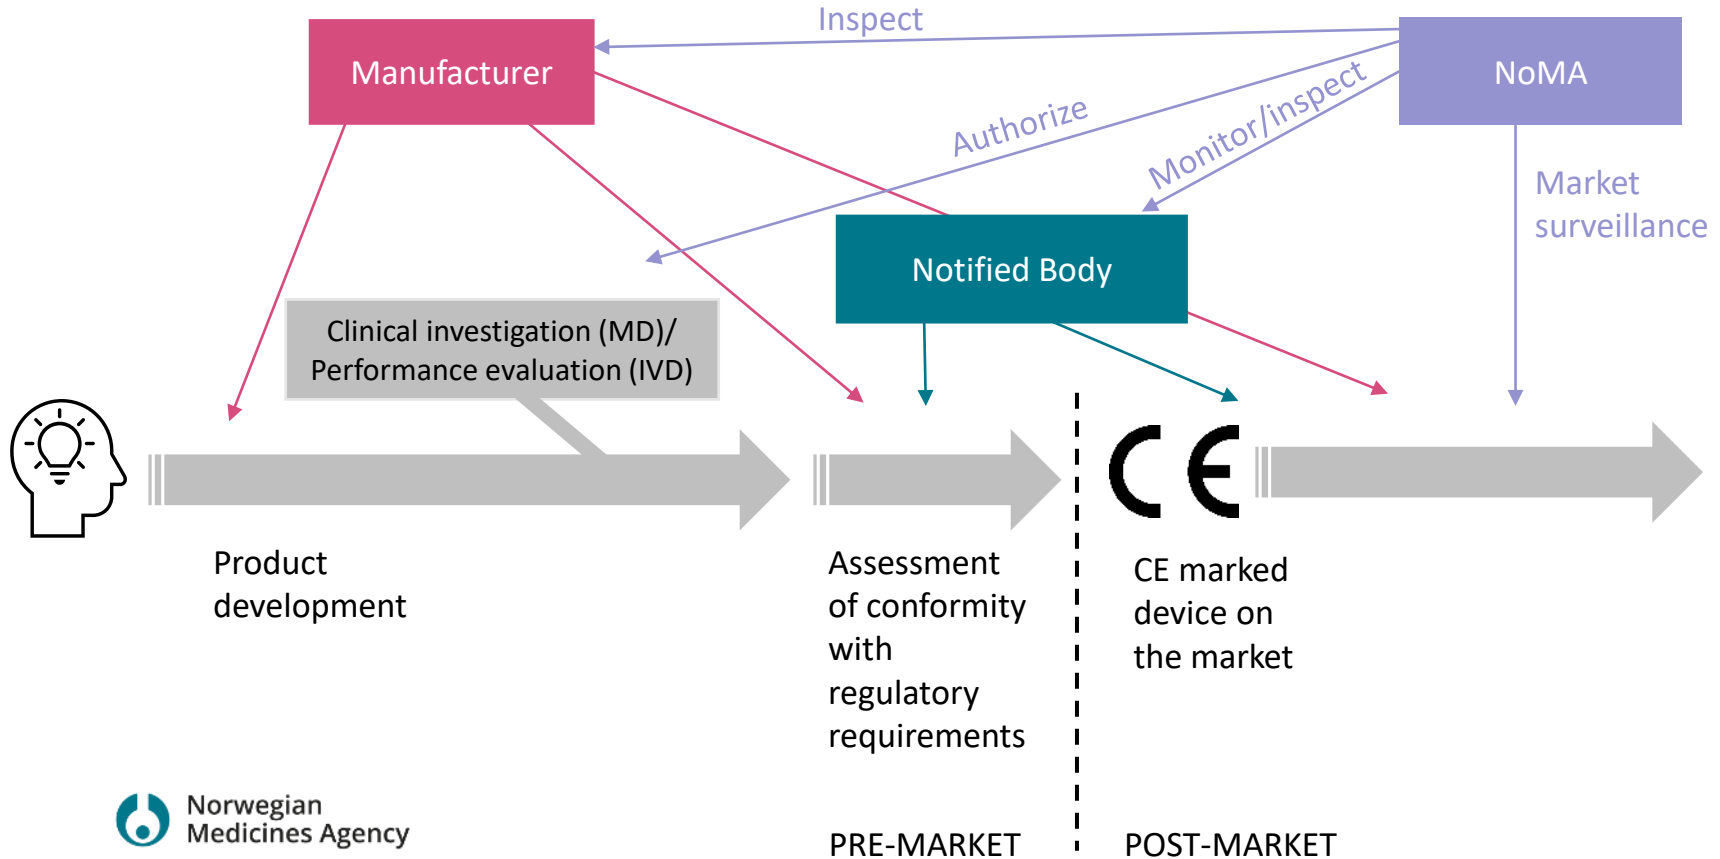 Inspect
Manufacturer
NoMA
Authorize
Monitor/inspect
Market
surveillance
Notified Body
Clinical investigation (MD)/
Performance evaluation (IVD)
CE
Product
development
Assessment
of conformity
with
regulatory
requirements
CE marked
device on
the market
Norwegian
Medicines Agency
PRE-MARKET
POST-MARKET